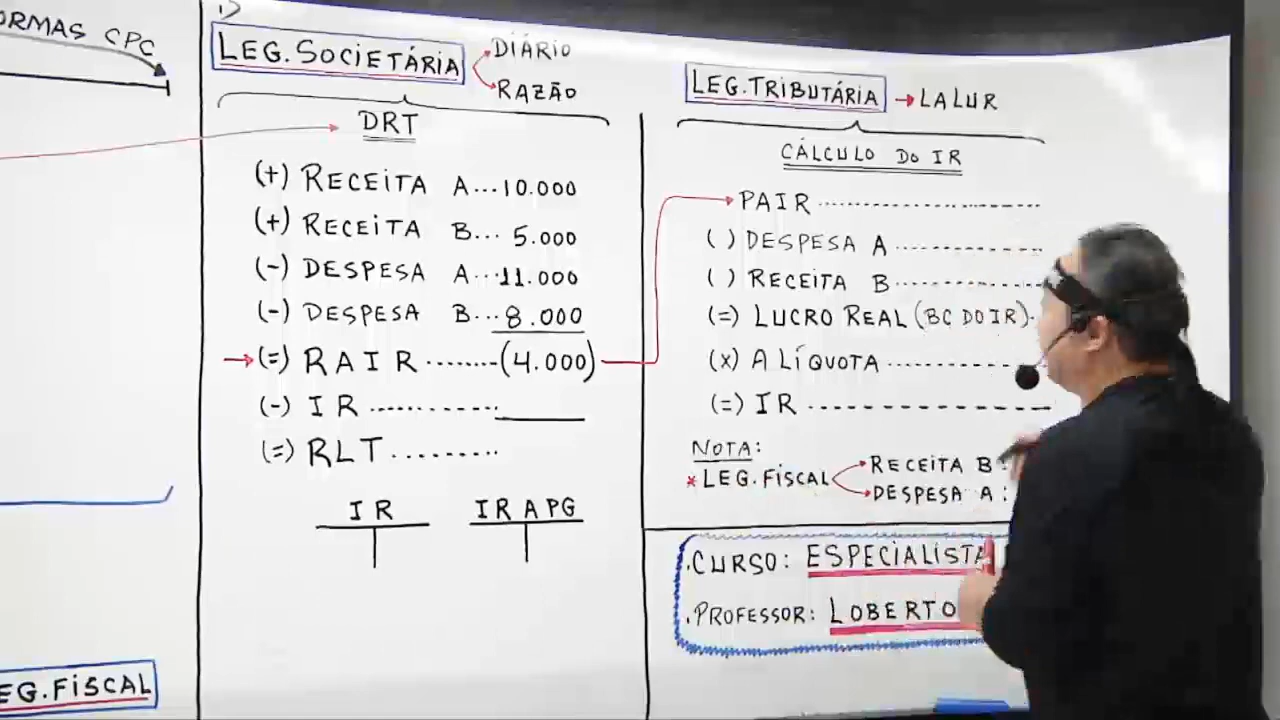 ORMAS CPC
EG. FISCAL
1)
LEG. SOCIETÁRIA
DIÁRIO
RAZÃO
DRT
(+) RECEITA A... 10.000
(+) RECEITA B... 5.000
(-) DESPESA A... 11.000
(-) DESPESA B... 8.000
(=) RAIR ........ (4.000)
(-) IR ............
(=) RLT .........
IR
IR A PG
LEG. TRIBUTÁRIA → LALUR
CÁLCULO DO IR
PAIR ........................
( ) DESPESA A ................
( ) RECEITA B ................
(=) LUCRO REAL (BC DO IR).
(X) ALÍQUOTA ................
(=) IR ........................
NOTA:
* LEG. FISCAL
RECEITA B:
DESPESA A:
. CURSO: ESPECIALISTA
. PROFESSOR: LOBERTO